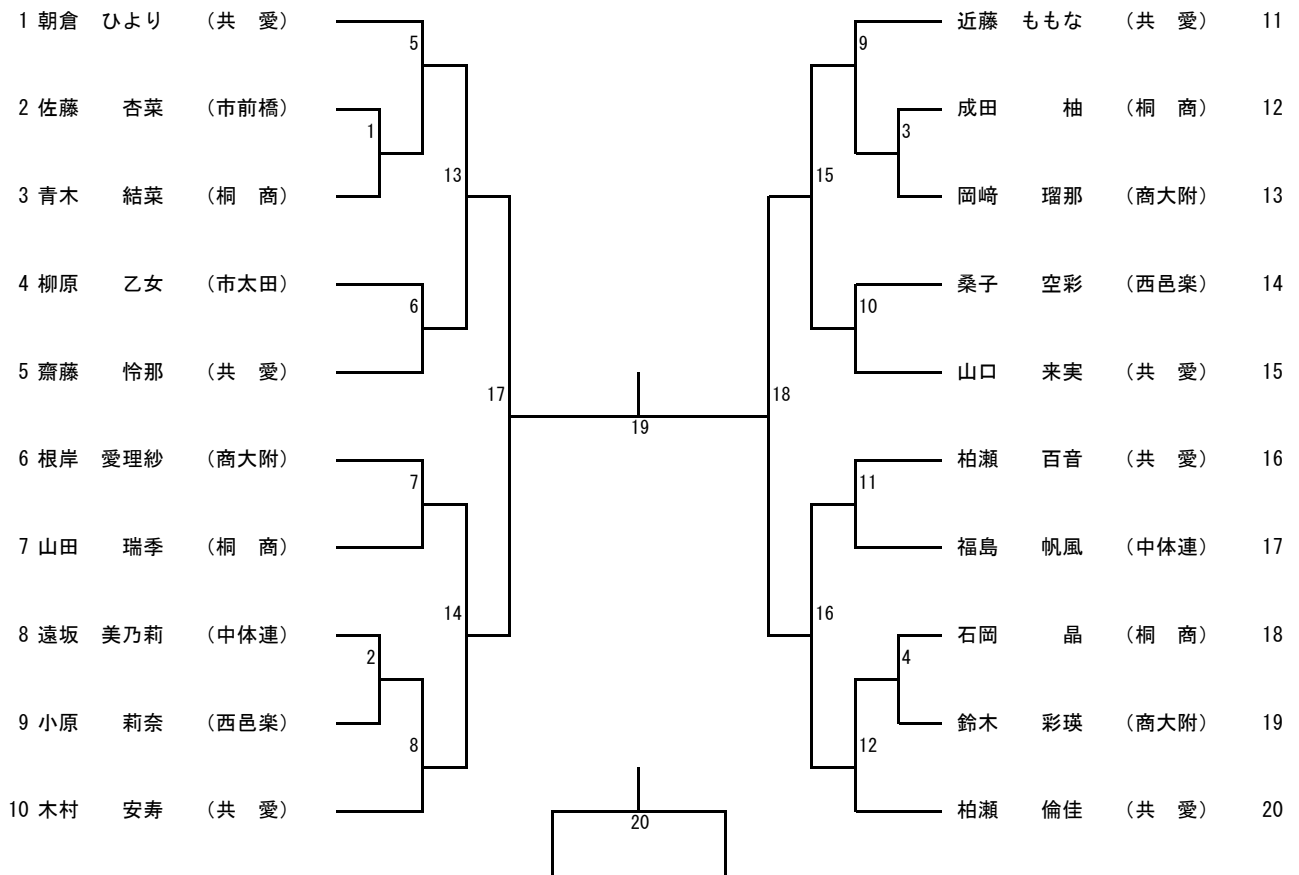 1 朝倉 ひより (共 愛)
2 佐藤 杏菜 (市前橋)
3 青木 結菜 (桐 商)
4 柳原 乙女 (市太田)
5 齋藤 怜那 (共 愛)
6 根岸 愛理紗 (商大附)
7 山田 瑞季 (桐 商)
8 遠坂 美乃莉 (中体連)
9 小原 莉奈 (西邑楽)
10 木村 安寿 (共 愛)
5
1
13
6
17
7
14
2
8
19
20
9
3
15
10
18
11
16
4
12
近藤 ももな (共 愛) 11
成田 柚 (桐 商) 12
岡﨑 瑠那 (商大附) 13
桑子 空彩 (西邑楽) 14
山口 来実 (共 愛) 15
柏瀬 百音 (共 愛) 16
福島 帆風 (中体連) 17
石岡 晶 (桐 商) 18
鈴木 彩瑛 (商大附) 19
柏瀬 倫佳 (共 愛) 20